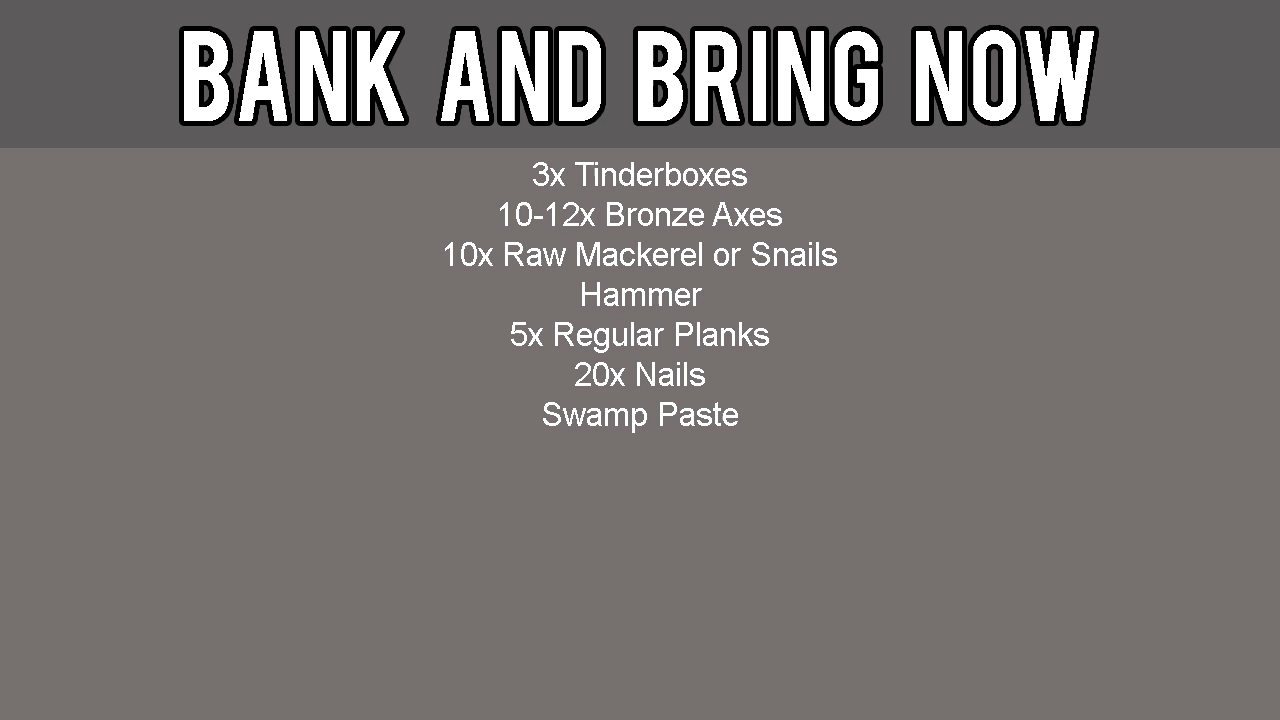 BANK AND BRING NOW
3x Tinderboxes
10-12x Bronze Axes
10x Raw Mackerel or Snails
Hammer
5x Regular Planks
20x Nails
Swamp Paste